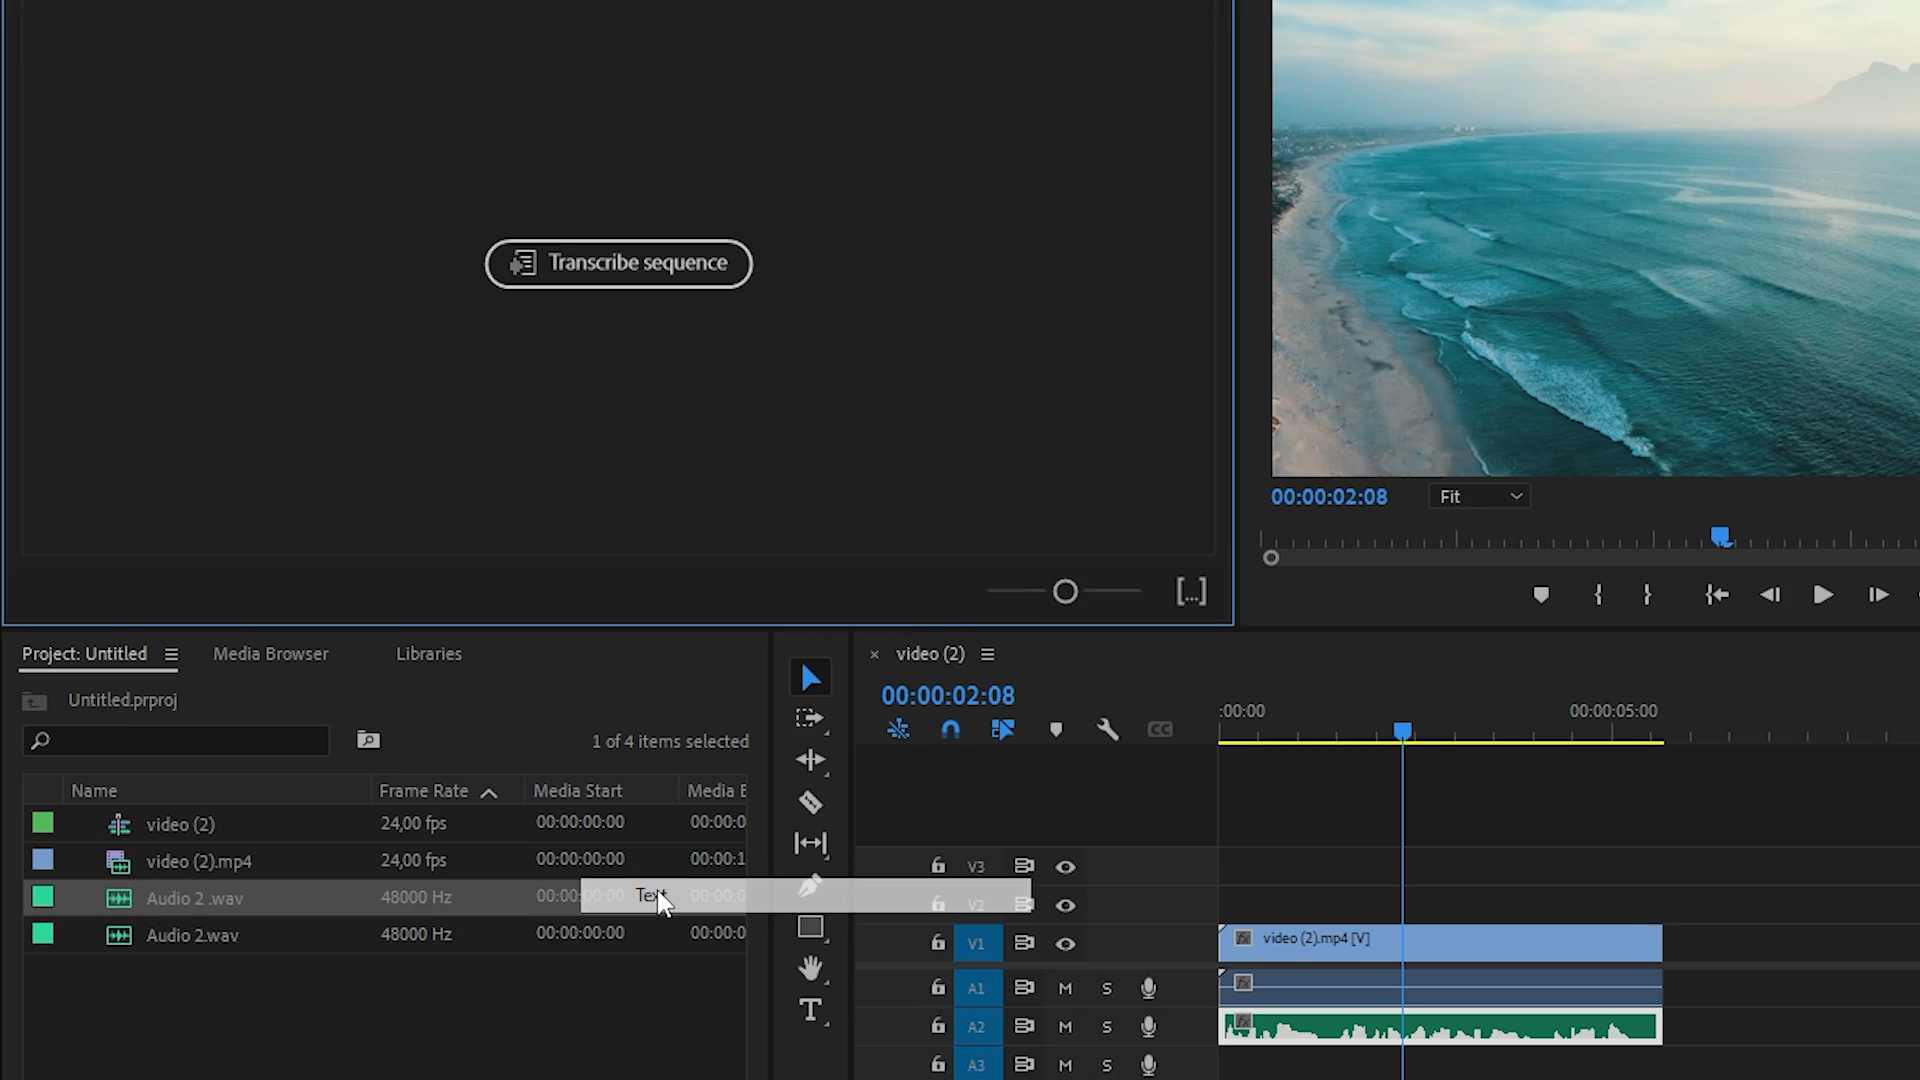 Transcribe sequence
00:00:02:08 Fit
[...]
Project: Untitled Media Browser Libraries
× video (2)
Untitled.prproj
00:00:02:08
:00:00 00:00:05:00
CC
1 of 4 items selected
Name Frame Rate Media Start Media E
video (2) 24,00 fps 00:00:00:00 00:00:0
video (2).mp4 24,00 fps 00:00:00:00 00:00:1
V3
Audio 2 .wav 48000 Hz 00:00:00:00 Text 00:00:0
V2
Audio 2.wav 48000 Hz 00:00:00:00 00:00:0
V1 fx video (2).mp4 [V]
A1 M S fx
T
A2 M S fx
A3 M S